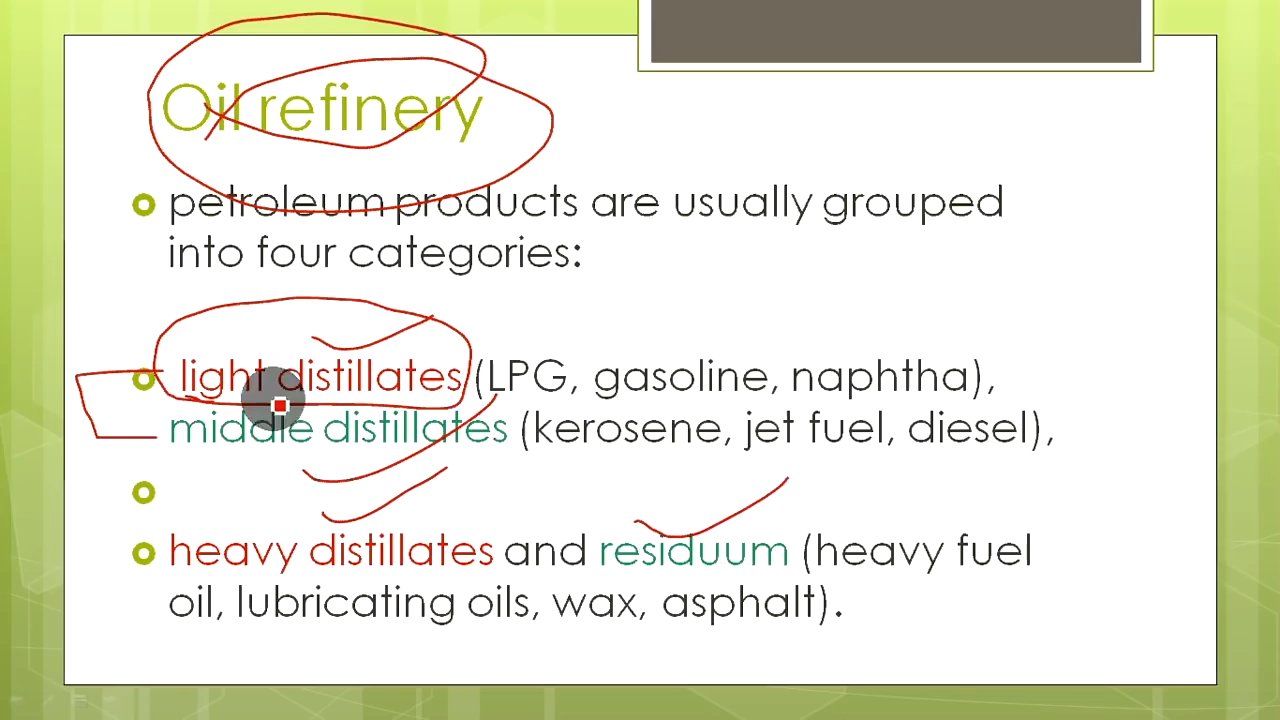 Oil refinery
petroleum products are usually grouped
into four categories:
light distillates (LPG, gasoline, naphtha),
middle distillates (kerosene, jet fuel, diesel),
heavy distillates and residuum (heavy fuel
oil, lubricating oils, wax, asphalt).